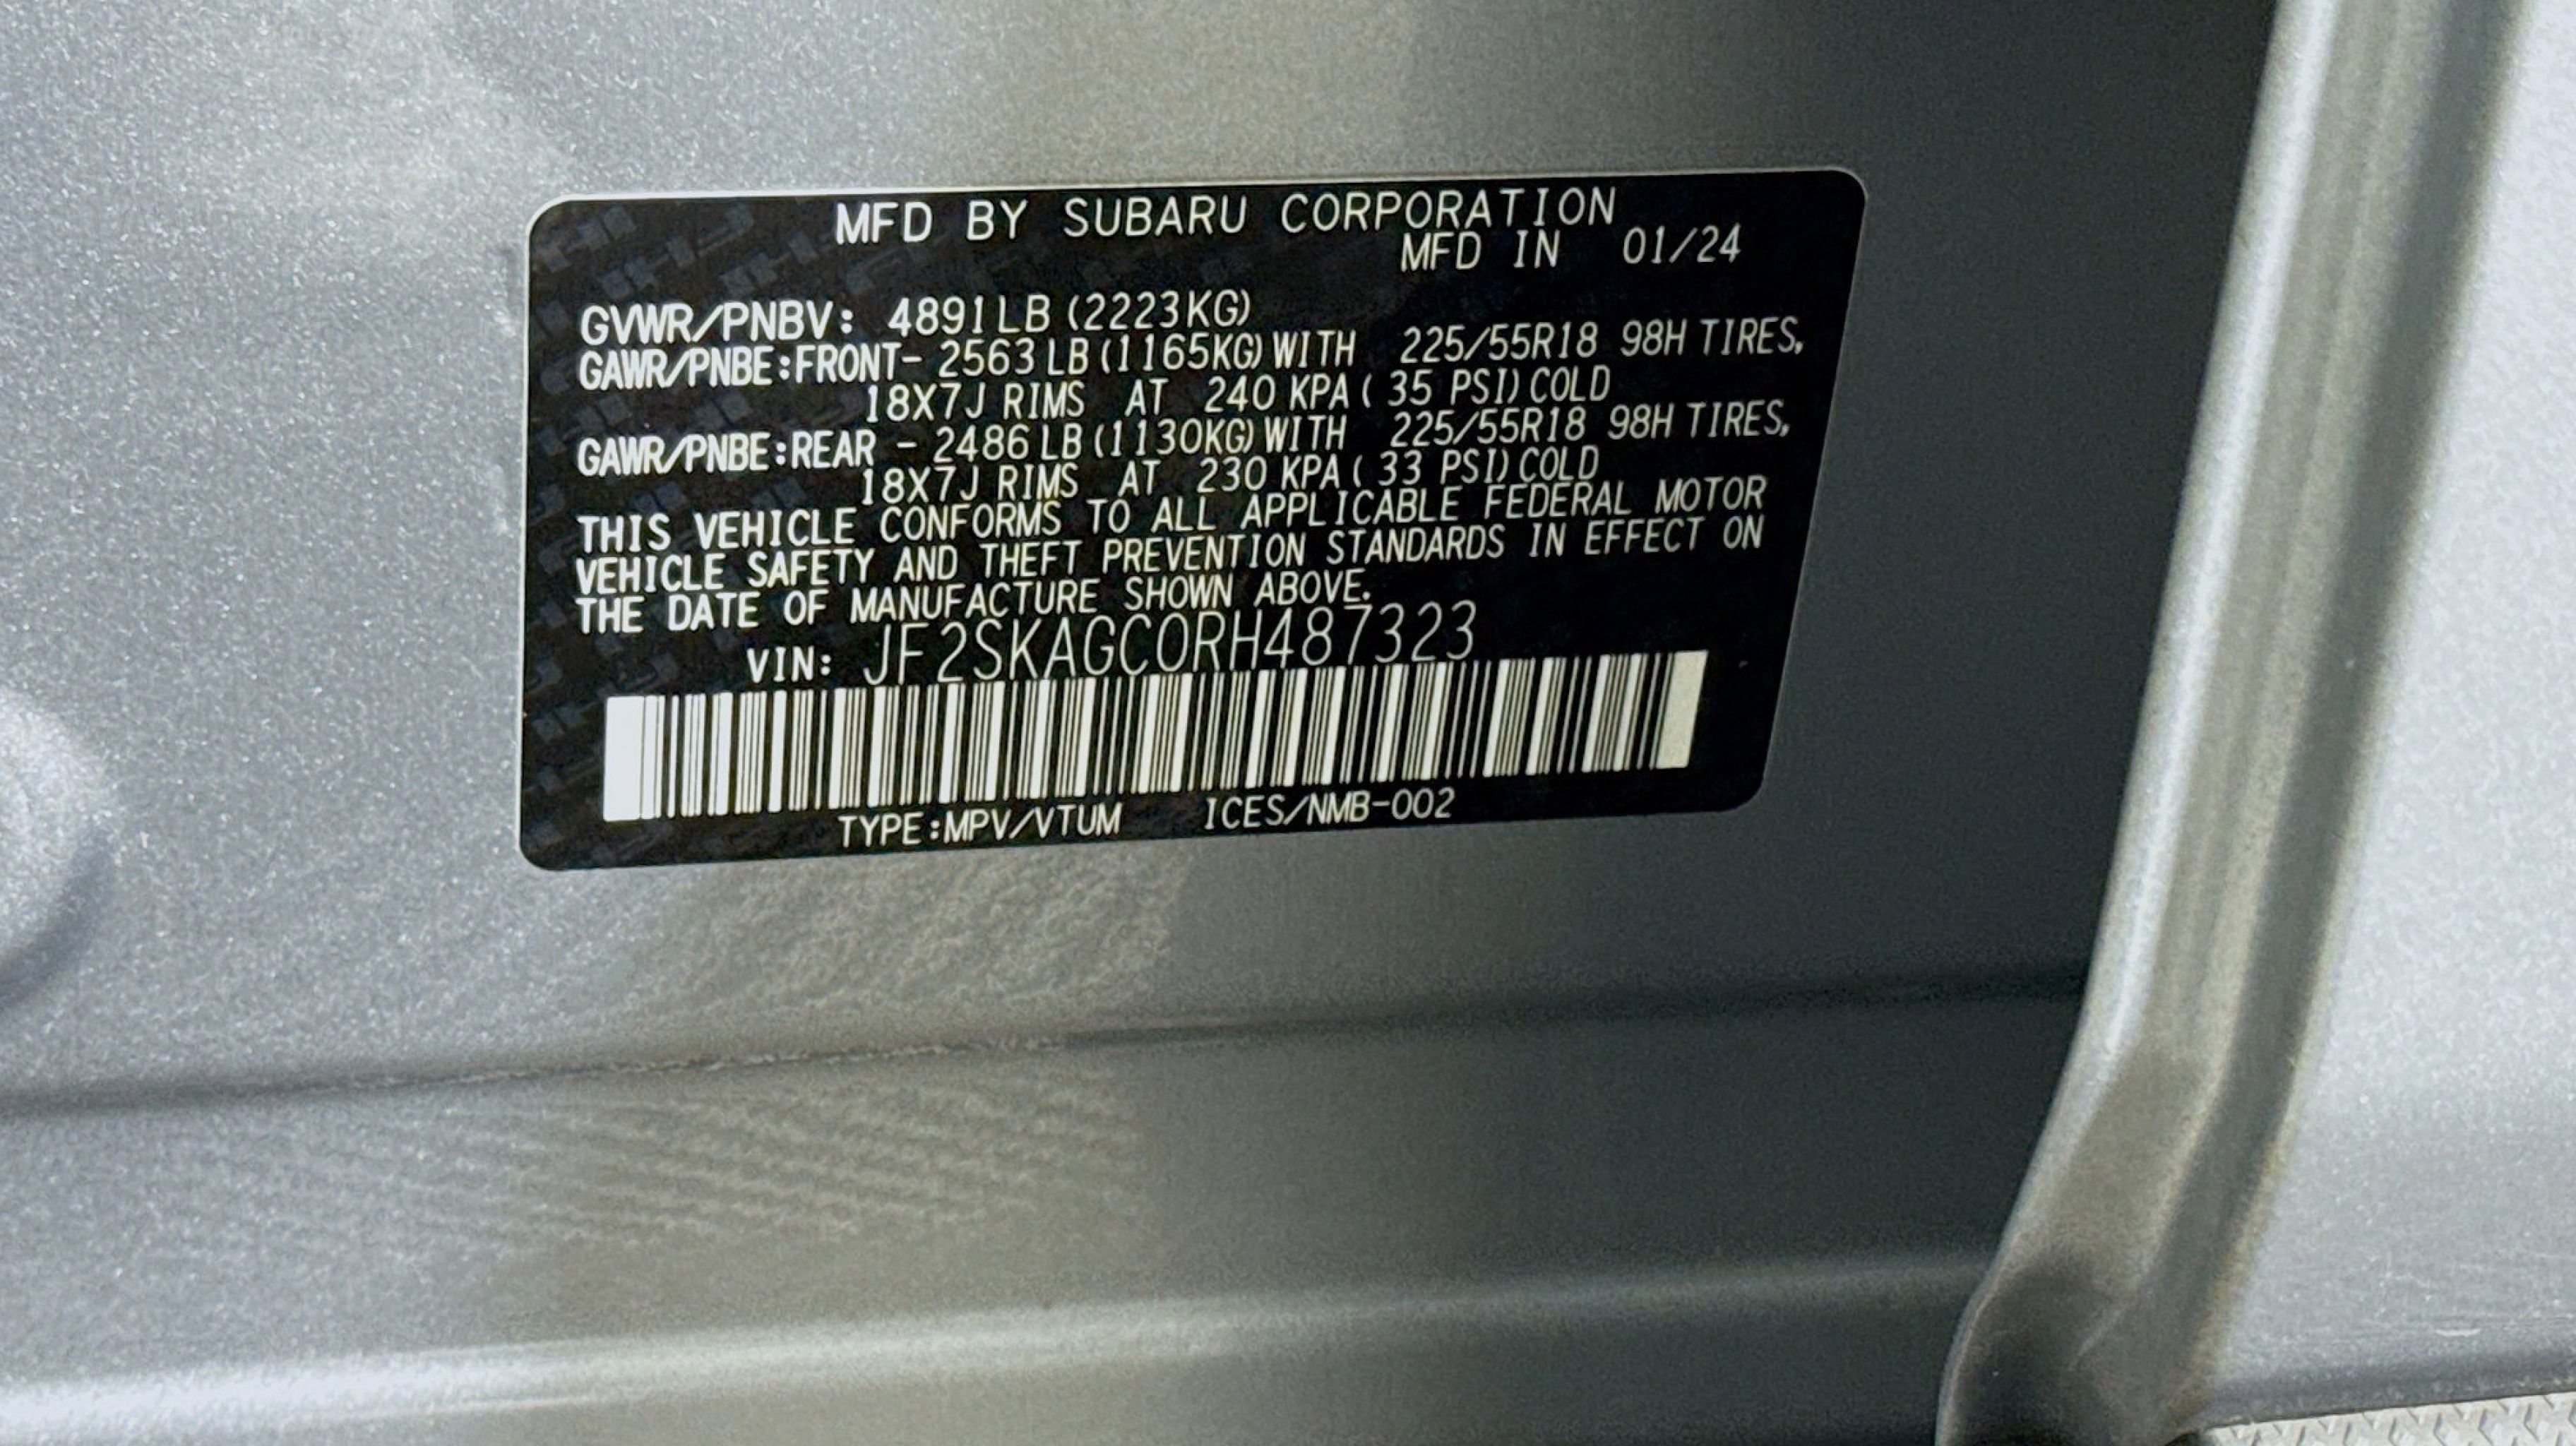 MFD BY SUBARU CORPORATION
MFD IN 01/24
GVWR/PNBV: 4891LB (2223KG)
GAWR/PNBE:FRONT- 2563 LB (1165KG) WITH 225/55R18 98H TIRES,
18X7J RIMS AT 240 KPA ( 35 PSI) COLD
GAWR/PNBE:REAR - 2486 LB (1130KG) WITH 225/55R18 98H TIRES,
18X7J RIMS AT 230 KPA ( 33 PSI) COLD
THIS VEHICLE CONFORMS TO ALL APPLICABLE FEDERAL MOTOR
VEHICLE SAFETY AND THEFT PREVENTION STANDARDS IN EFFECT ON
THE DATE OF MANUFACTURE SHOWN ABOVE.
VIN: JF2SKAGC0RH487323
TYPE:MPV/VTUM ICES/NMB-002